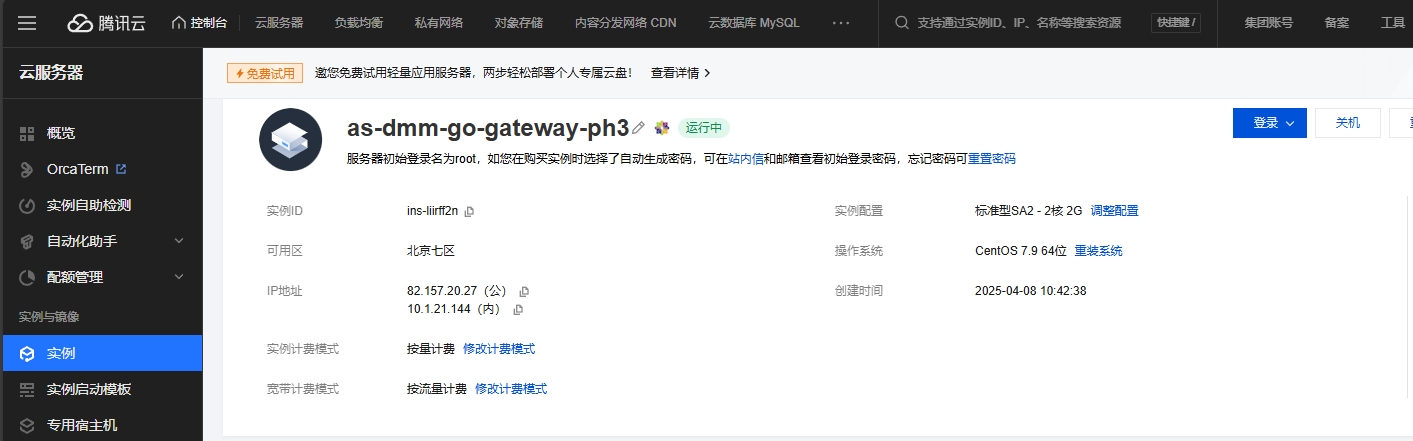 腾讯云 控制台 云服务器 负载均衡 私有网络 对象存储 内容分发网络 CDN 云数据库 MySQL ··· 支持通过实例ID、IP、名称等搜索资源 快捷键 / 集团账号 备案 工具
云服务器
免费试用 邀您免费试用轻量应用服务器，两步轻松部署个人专属云盘！ 查看详情
概览
OrcaTerm
实例自助检测
自动化助手
配额管理
实例与镜像
实例
实例启动模板
专用宿主机
as-dmm-go-gateway-ph3 运行中
登录 关机
服务器初始登录名为root，如您在购买实例时选择了自动生成密码，可在站内信和邮箱查看初始登录密码，忘记密码可重置密码
实例ID ins-liirff2n
实例配置 标准型SA2 - 2核 2G 调整配置
可用区 北京七区
操作系统 CentOS 7.9 64位 重装系统
IP地址 82.157.20.27（公）
10.1.21.144（内）
创建时间 2025-04-08 10:42:38
实例计费模式 按量计费 修改计费模式
宽带计费模式 按流量计费 修改计费模式